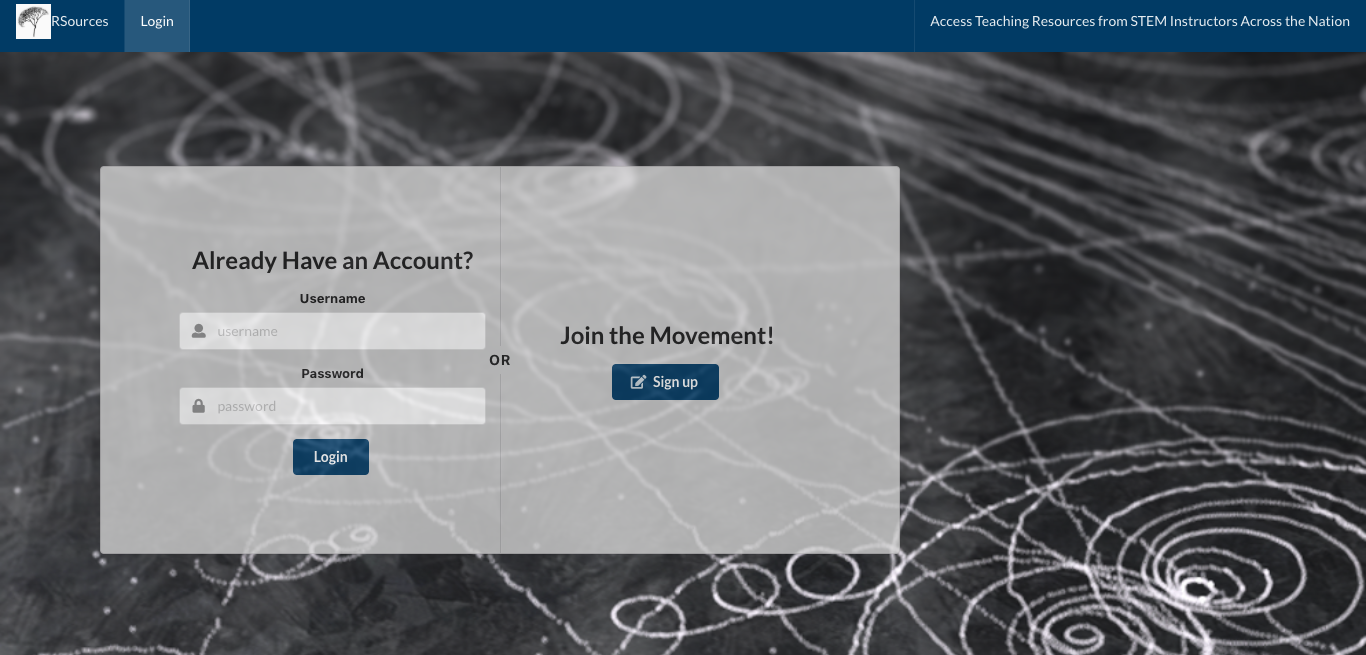 RSources
Login
Access Teaching Resources from STEM Instructors Across the Nation
Already Have an Account?
Username
username
Password
password
Login
OR
Join the Movement!
Sign up